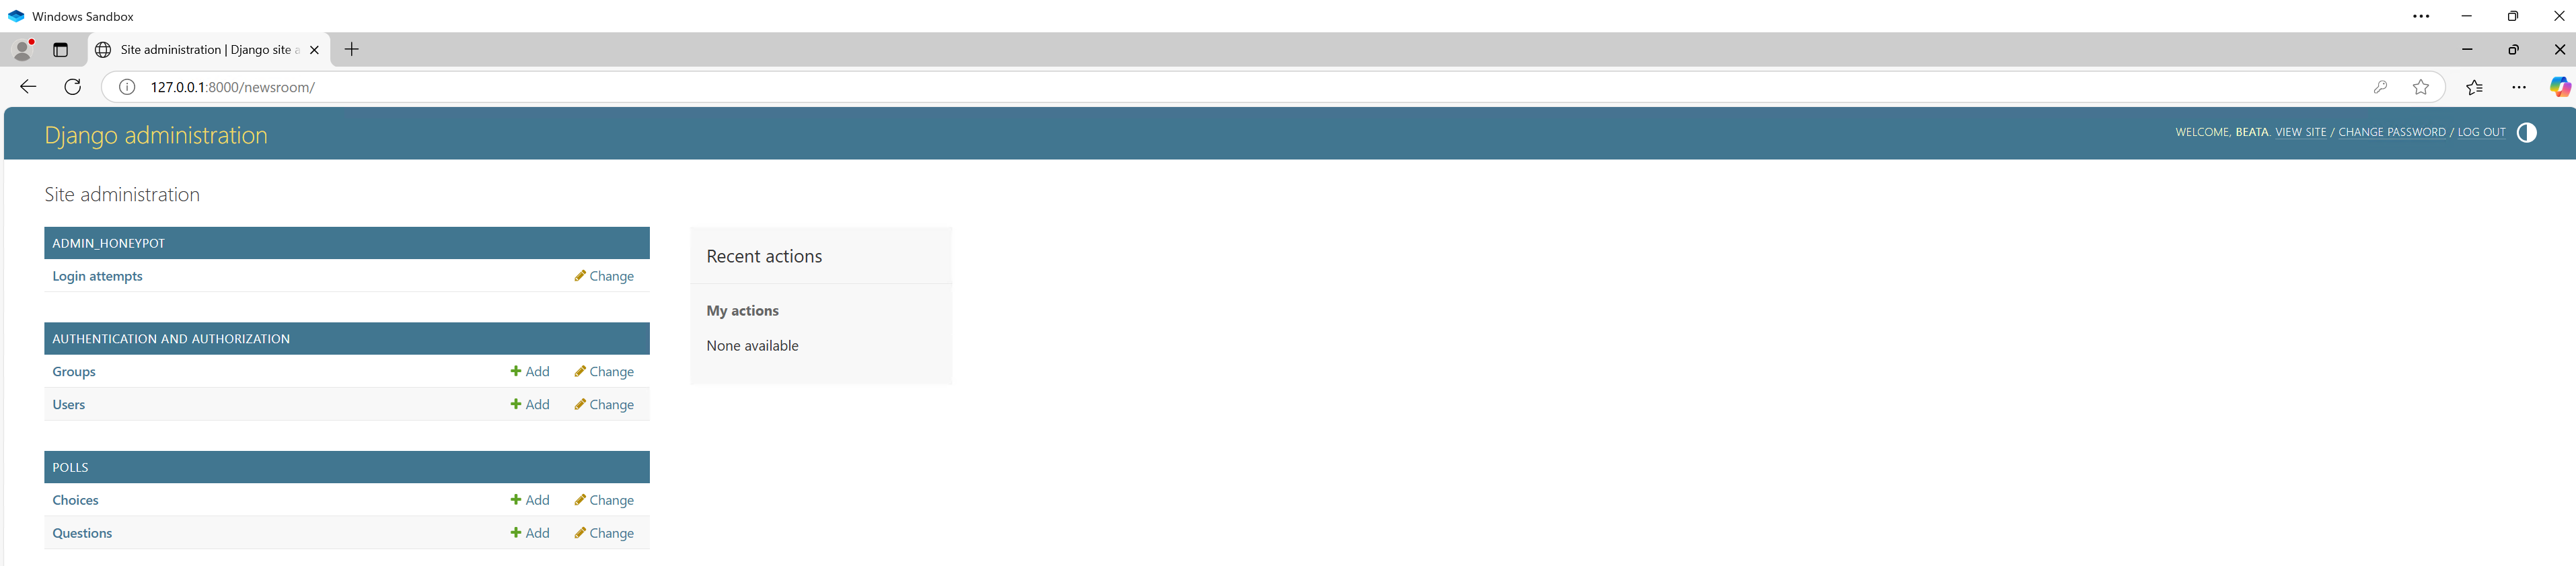 Windows Sandbox
Site administration | Django site a
127.0.0.1:8000/newsroom/
Django administration
WELCOME, BEATA. VIEW SITE / CHANGE PASSWORD / LOG OUT
Site administration
ADMIN_HONEYPOT
Login attempts Change
AUTHENTICATION AND AUTHORIZATION
Groups Add Change
Users Add Change
POLLS
Choices Add Change
Questions Add Change
Recent actions
My actions
None available